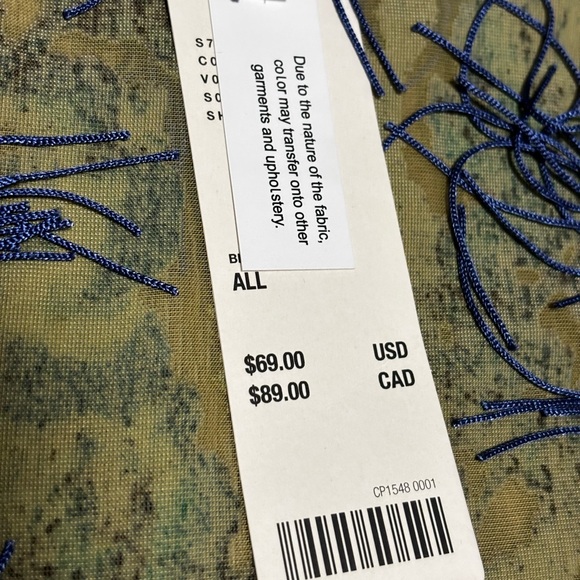 Due to the nature of the fabric,
color may transfer onto other
garments and upholstery.
ALL
$69.00 USD
$89.00 CAD
CP1548 0001